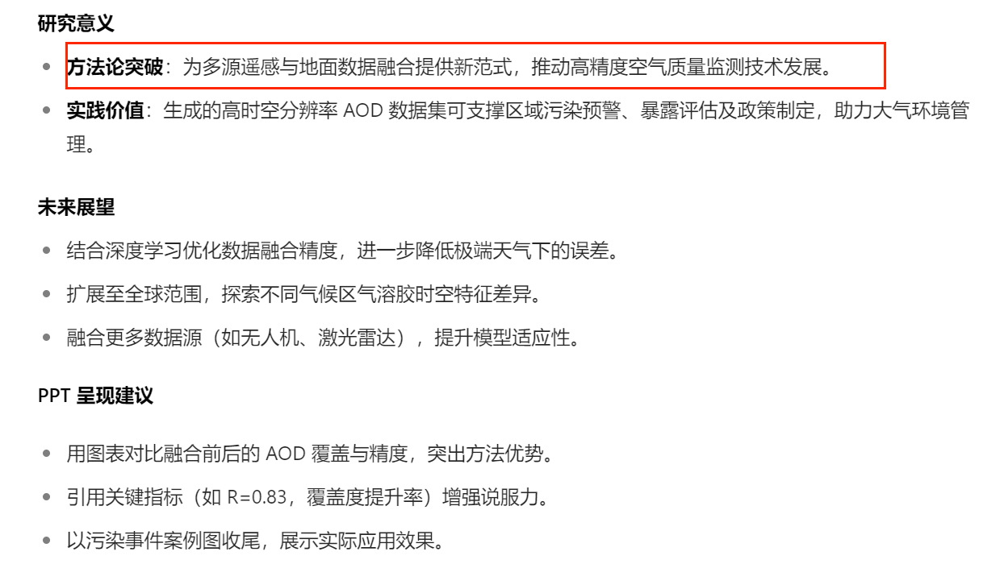 研究意义
方法论突破：为多源遥感与地面数据融合提供新范式，推动高精度空气质量监测技术发展。
实践价值：生成的高时空分辨率 AOD 数据集可支撑区域污染预警、暴露评估及政策制定，助力大气环境管
理。
未来展望
结合深度学习优化数据融合精度，进一步降低极端天气下的误差。
扩展至全球范围，探索不同气候区气溶胶时空特征差异。
融合更多数据源（如无人机、激光雷达），提升模型适应性。
PPT 呈现建议
用图表对比融合前后的 AOD 覆盖与精度，突出方法优势。
引用关键指标（如 R=0.83，覆盖度提升率）增强说服力。
以污染事件案例图收尾，展示实际应用效果。